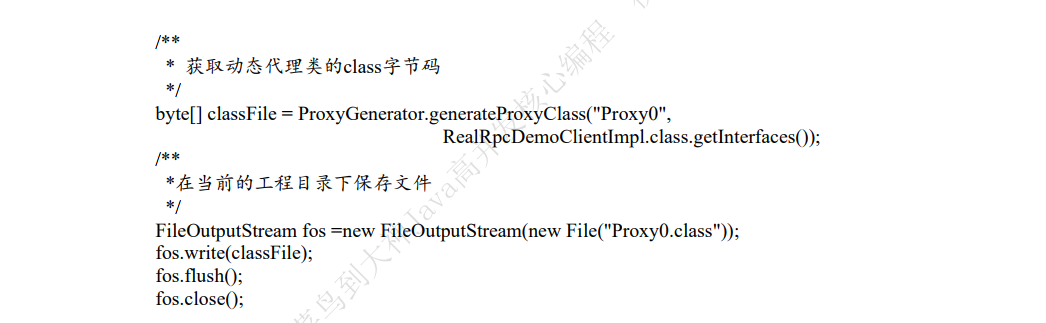 /**
* 获取动态代理类的class字节码
*/
byte[] classFile = ProxyGenerator.generateProxyClass("Proxy0",
RealRpcDemoClientImpl.class.getInterfaces());
/**
*在当前的工程目录下保存文件
*/
FileOutputStream fos =new FileOutputStream(new File("Proxy0.class"));
fos.write(classFile);
fos.flush();
fos.close();
鸟到大神Java高并发核心编程